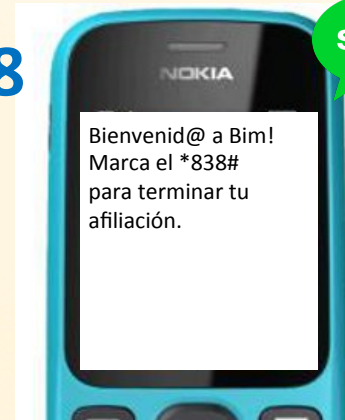 8
S
NOKIA
Bienvenid@ a Bim!
Marca el *838#
para terminar tu
afiliación.